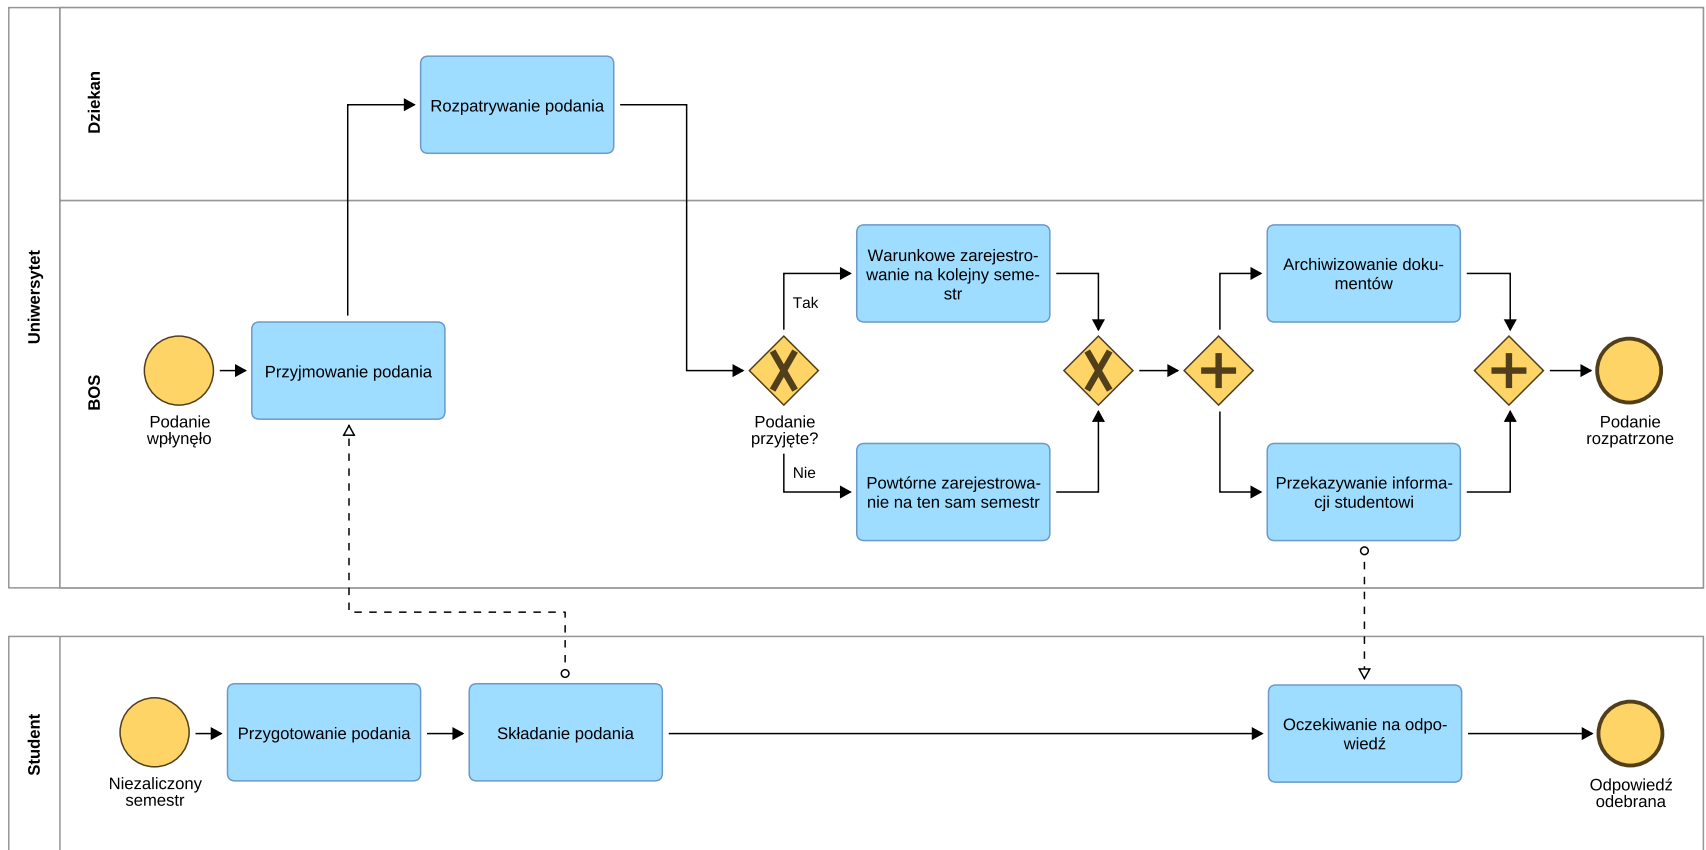 Uniwersytet
Dziekan
Rozpatrywanie podania
BOS
Podanie
wpłynęło
Przyjmowanie podania
Podanie
przyjęte?
Tak
Nie
Warunkowe zarejestro-
wanie na kolejny seme-
str
Powtórne zarejestrowa-
nie na ten sam semestr
Archiwizowanie doku-
mentów
Przekazywanie informa-
cji studentowi
Podanie
rozpatrzone
Student
Niezaliczony
semestr
Przygotowanie podania
Składanie podania
Oczekiwanie na odpo-
wiedź
Odpowiedź
odebrana